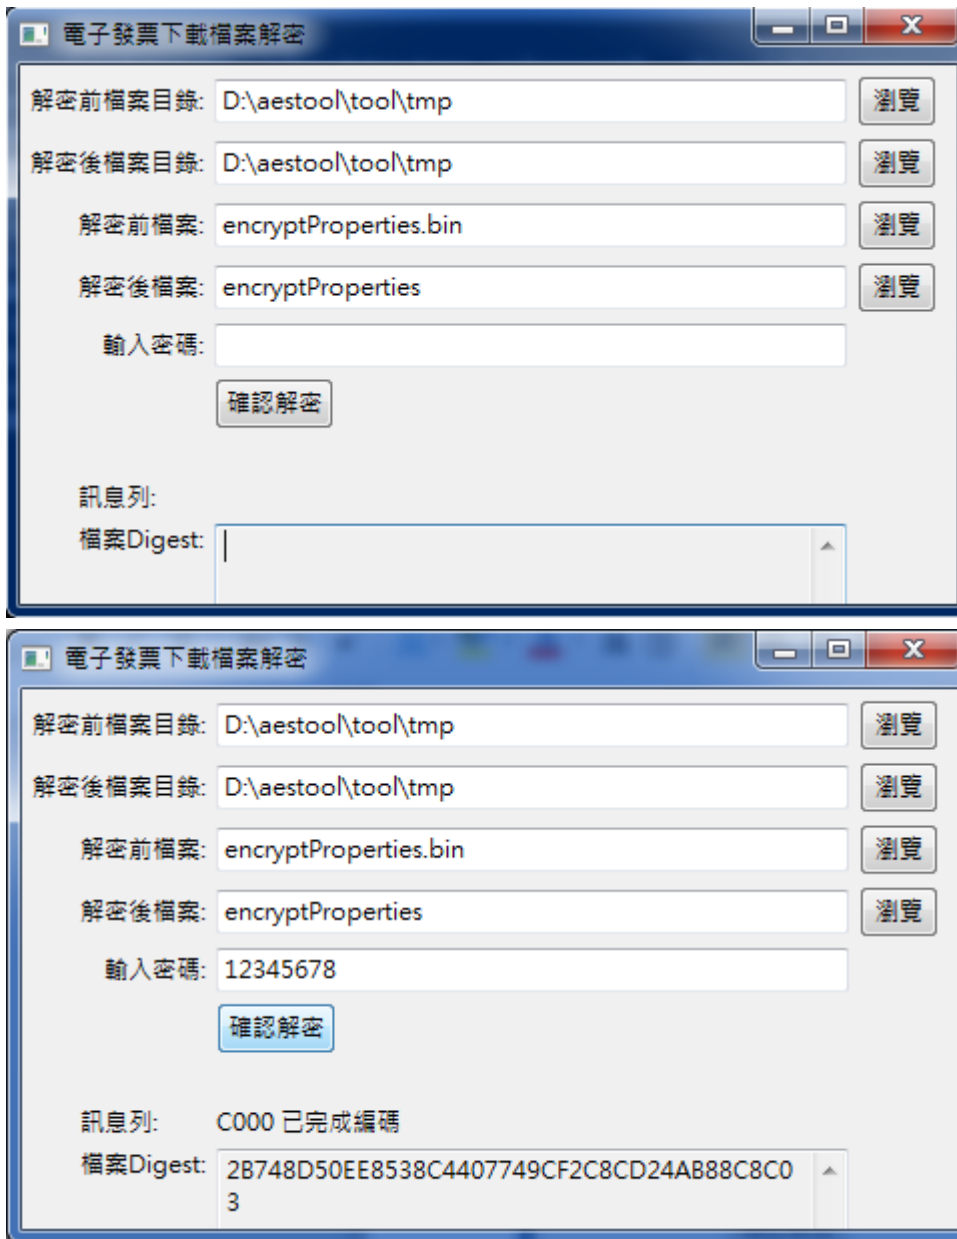 電子發票下載檔案解密
解密前檔案目錄: D:\aestool\tool\tmp 瀏覽
解密後檔案目錄: D:\aestool\tool\tmp 瀏覽
解密前檔案: encryptProperties.bin 瀏覽
解密後檔案: encryptProperties 瀏覽
輸入密碼:
確認解密
訊息列:
檔案Digest:
電子發票下載檔案解密
解密前檔案目錄: D:\aestool\tool\tmp 瀏覽
解密後檔案目錄: D:\aestool\tool\tmp 瀏覽
解密前檔案: encryptProperties.bin 瀏覽
解密後檔案: encryptProperties 瀏覽
輸入密碼: 12345678
確認解密
訊息列: C000 已完成編碼
檔案Digest: 2B748D50EE8538C4407749CF2C8CD24AB88C8C0
3